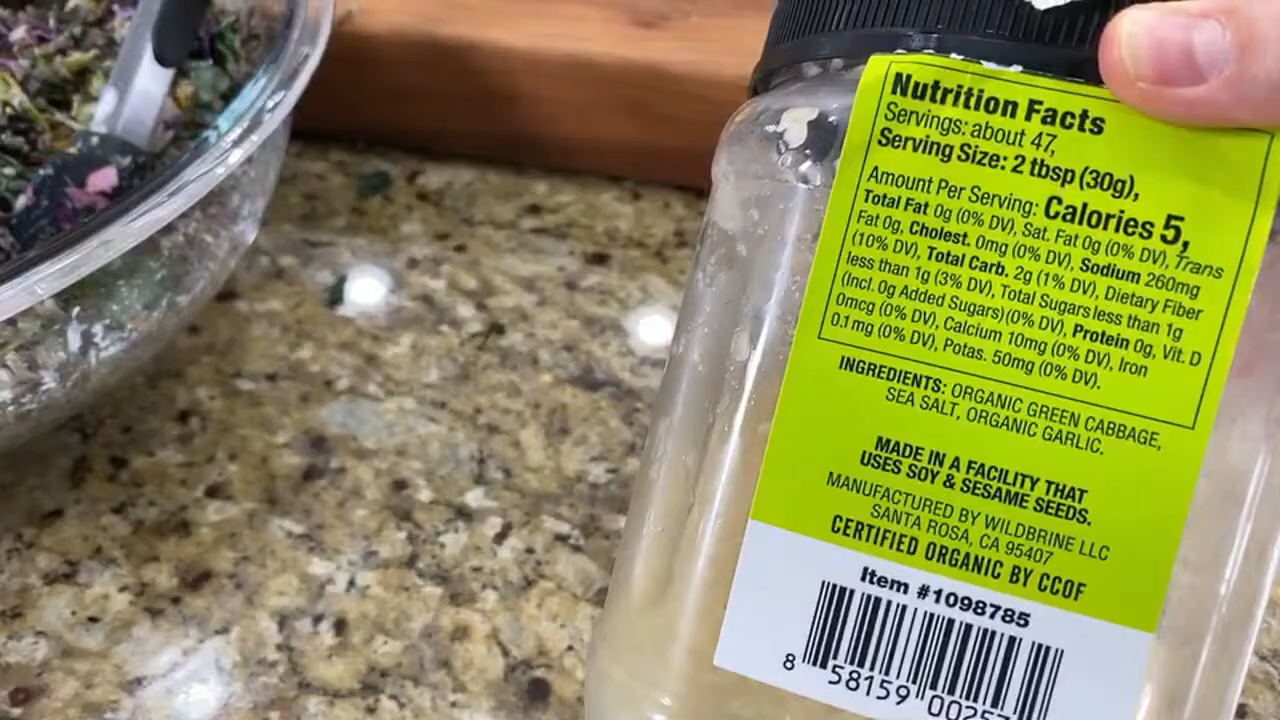 Nutrition Facts
Servings: about 47,
Serving Size: 2 tbsp (30g),
Amount Per Serving: Calories 5,
Total Fat 0g (0% DV), Sat. Fat 0g (0% DV), Trans
Fat 0g, Cholest. 0mg (0% DV), Sodium 260mg
(10% DV), Total Carb. 2g (1% DV), Dietary Fiber
less than 1g (3% DV), Total Sugars less than 1g
(Incl. 0g Added Sugars) (0% DV), Protein 0g, Vit. D
0mcg (0% DV), Calcium 10mg (0% DV), Iron
0.1mg (0% DV), Potas. 50mg (0% DV).
INGREDIENTS: ORGANIC GREEN CABBAGE,
SEA SALT, ORGANIC GARLIC.
MADE IN A FACILITY THAT
USES SOY & SESAME SEEDS.
MANUFACTURED BY WILDBRINE LLC
SANTA ROSA, CA 95407
CERTIFIED ORGANIC BY CCOF
Item #1098785
8 58159 00257